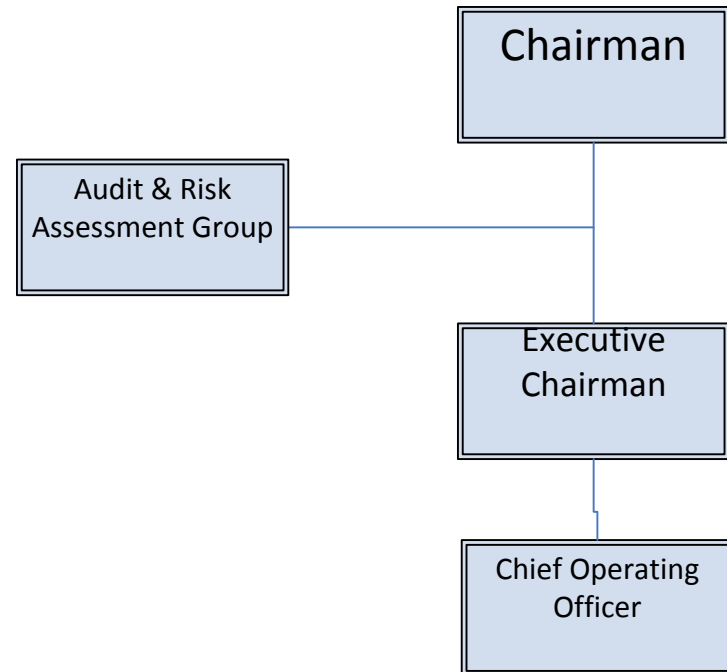 Chairman
Audit & Risk
Assessment Group
Executive
Chairman
Chief Operating
Officer